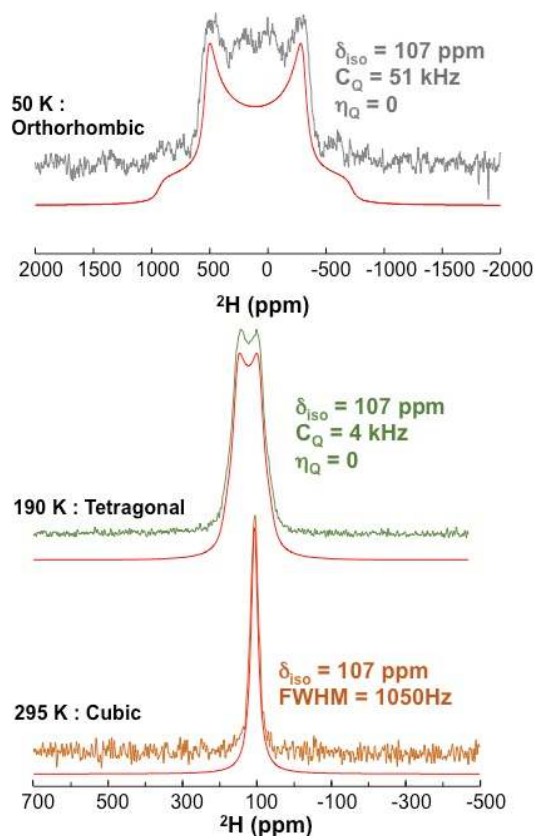 δiso = 107 ppm
CQ = 51 kHz
ηQ = 0
50 K :
Orthorhombic
2000 1500 1000 500 0 -500 -1000 -1500 -2000
²H (ppm)
δiso = 107 ppm
CQ = 4 kHz
ηQ = 0
190 K : Tetragonal
δiso = 107 ppm
FWHM = 1050Hz
295 K : Cubic
700 500 300 100 -100 -300 -500
²H (ppm)